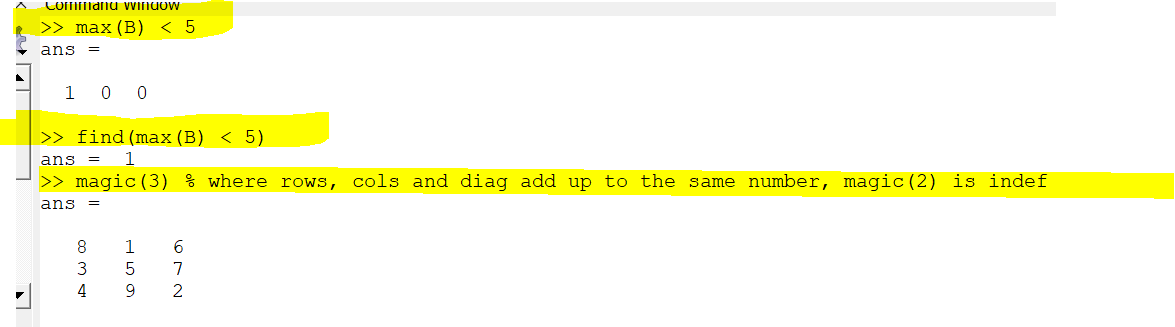 Command Window
>> max(B) < 5
ans =
1 0 0
>> find(max(B) < 5)
ans = 1
>> magic(3) % where rows, cols and diag add up to the same number, magic(2) is indef
ans =
8 1 6
3 5 7
4 9 2